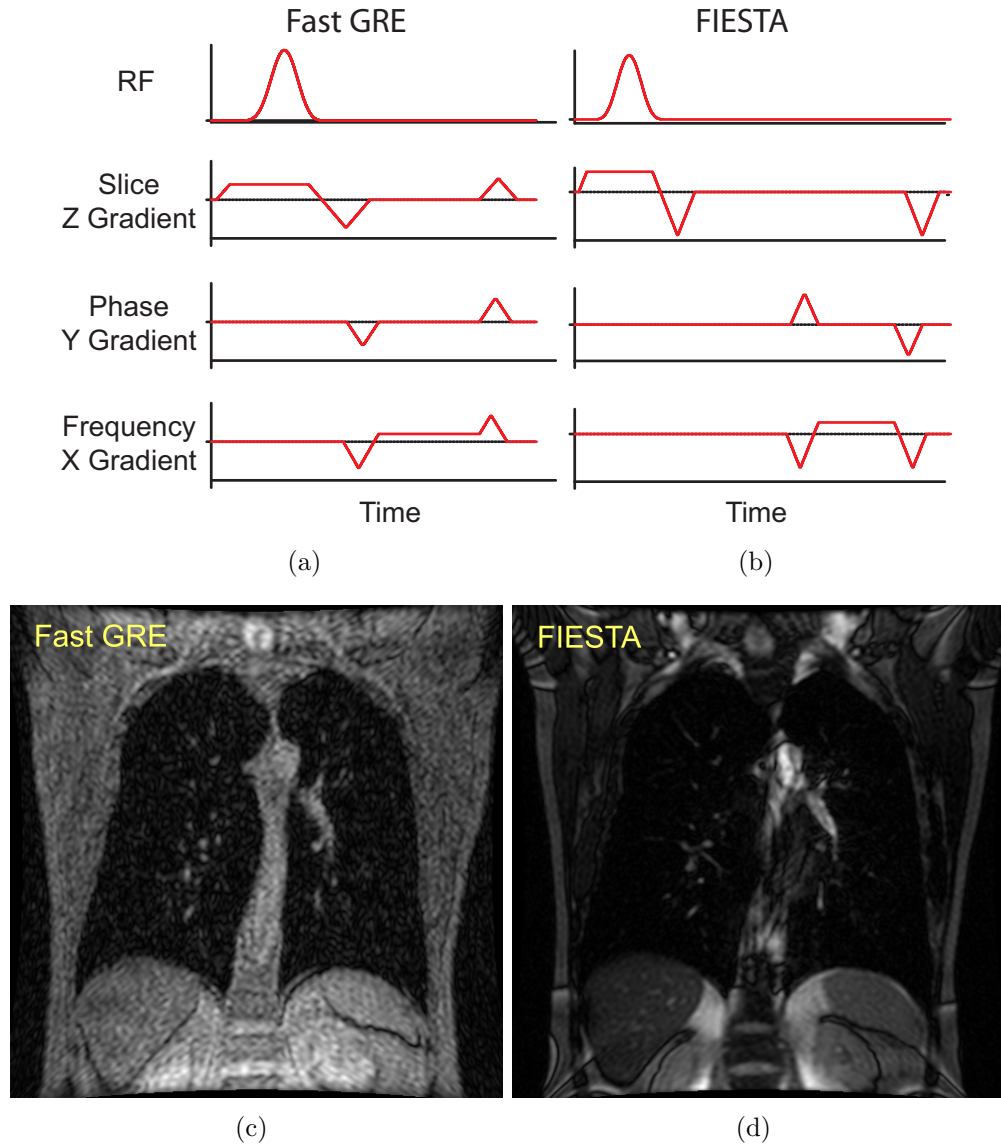 Fast GRE
FIESTA
RF
Slice
Z Gradient
Phase
Y Gradient
Frequency
X Gradient
Time
Time
(a)
(b)
Fast GRE
FIESTA
(c)
(d)